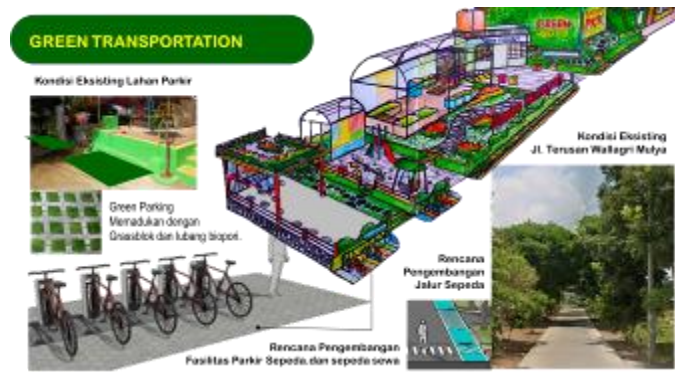 GREEN TRANSPORTATION
Kondisi Eksisting Lahan Parkir
GREEN
Kondisi Eksisting
Jl. Terusan Wallagri Mulya
Green Parking
Memadukan dengan
Grassblok dan lubang biopori.
Rencana
Pengembangan
Jalur Sepeda
Rencana Pengembangan
Fasilitas Parkir Sepeda.dan sepeda sewa